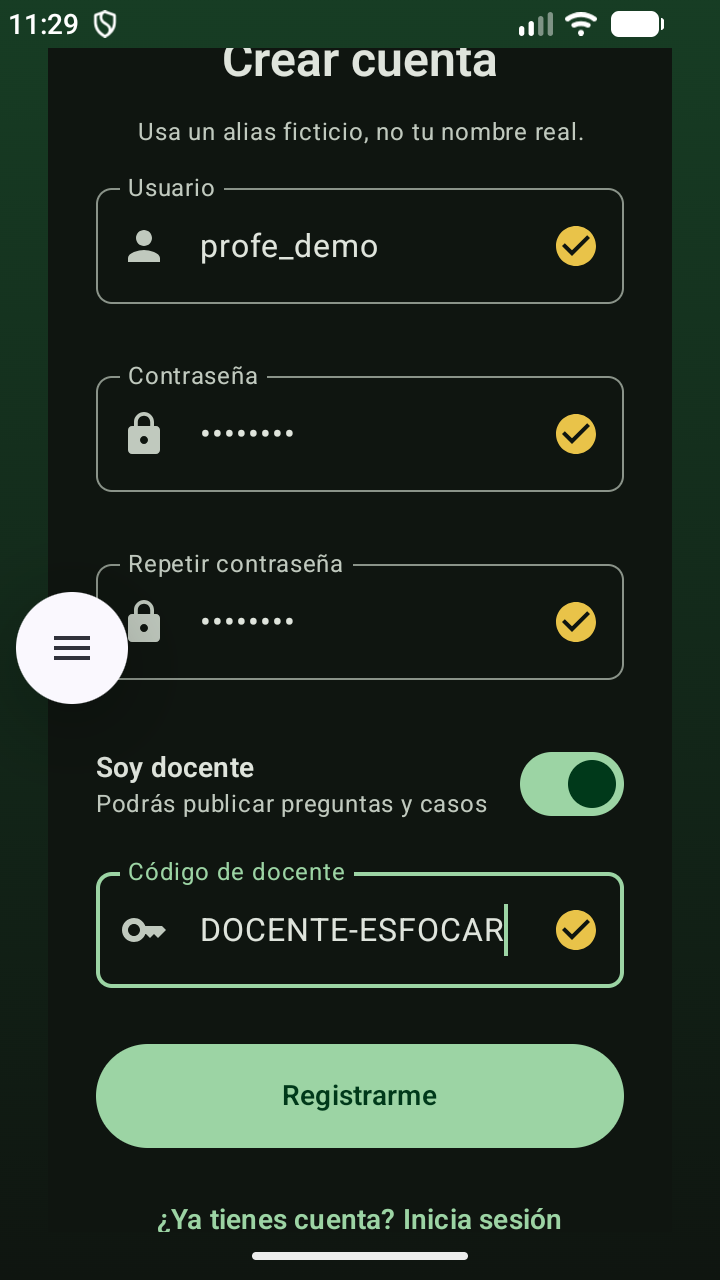 11:29
Crear cuenta
Usa un alias ficticio, no tu nombre real.
Usuario
profe_demo
Contraseña
••••••••
Repetir contraseña
••••••••
Soy docente
Podrás publicar preguntas y casos
Código de docente
DOCENTE-ESFOCAR
Registrarme
¿Ya tienes cuenta? Inicia sesión